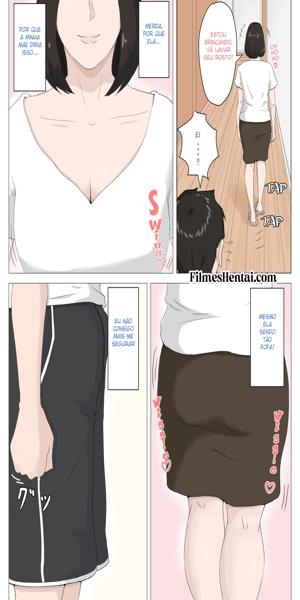 POR QUE
A MINHA
MÃE DIRIA
ISSO...
MERDA,
POR QUE
ELA...
ESTOU
BRINCANDO,
VÁ LAVAR
SEU ROSTO!
OH
HO
HO
EI
...!!
TAP
TAP
Swing
FilmesHentai.com
EU NÃO
CONSIGO
MAIS ME
SEGURAR
グッ
MESMO
ELA
SENDO
TÃO
FOFA!
Wiggle
Wiggle